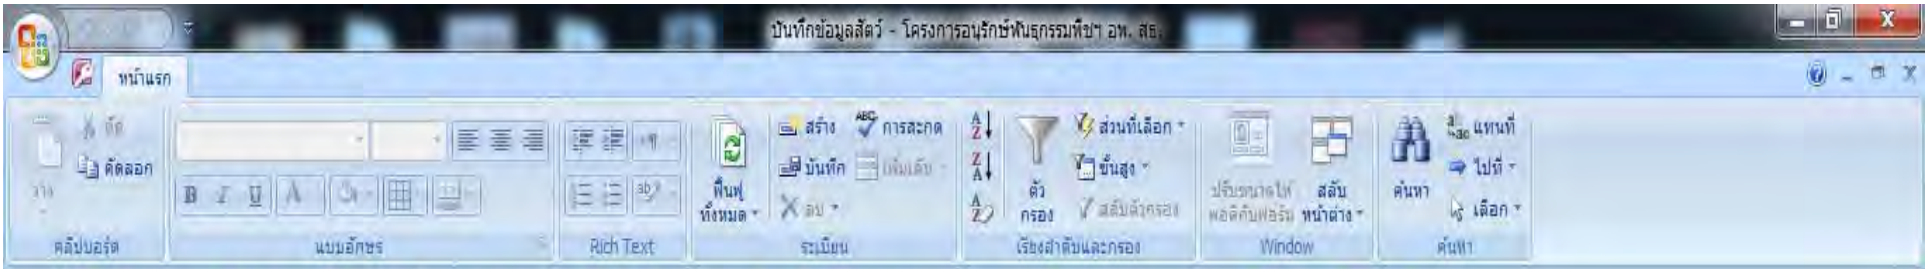 บันทึกข้อมูลสัตว์ - โครงการอนุรักษ์พันธุกรรมพืชฯ อพ. สธ.
หน้าแรก
วาง
ตัด
คัดลอก
คลิปบอร์ด
B I U A
แบบอักษร
ab
Rich Text
ฟื้นฟู
ทั้งหมด
สร้าง
บันทึก
ลบ
ABC
การสะกด
เพิ่มเติม
ระเบียน
A
Z
Z
A
A
Z
ตัว
กรอง
ส่วนที่เลือก
ขั้นสูง
สลับตัวกรอง
เรียงลำดับและกรอง
ปรับขนาดให้
พอดีกับฟอร์ม
สลับ
หน้าต่าง
Window
ค้นหา
แทนที่
ไปที่
เลือก
ค้นหา